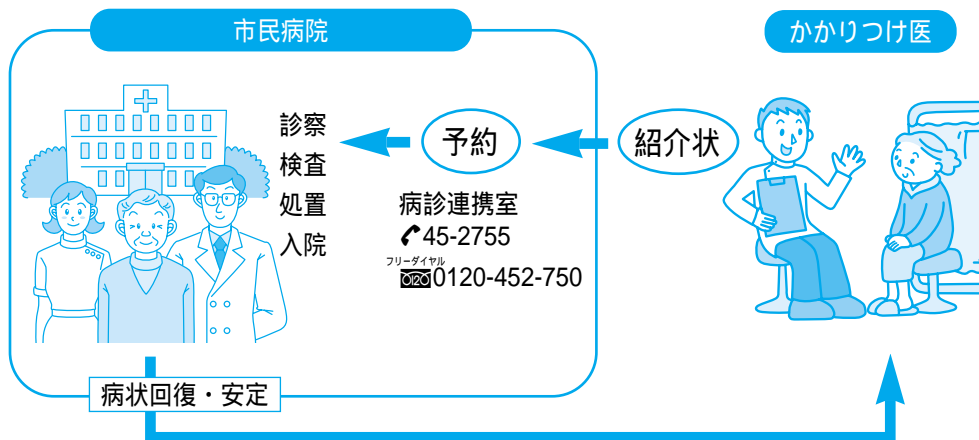 市民病院
かかりつけ医
診察
検査
処置
入院
予約
紹介状
病診連携室
45-2755
フリーダイヤル
0120 0120-452-750
病状回復・安定